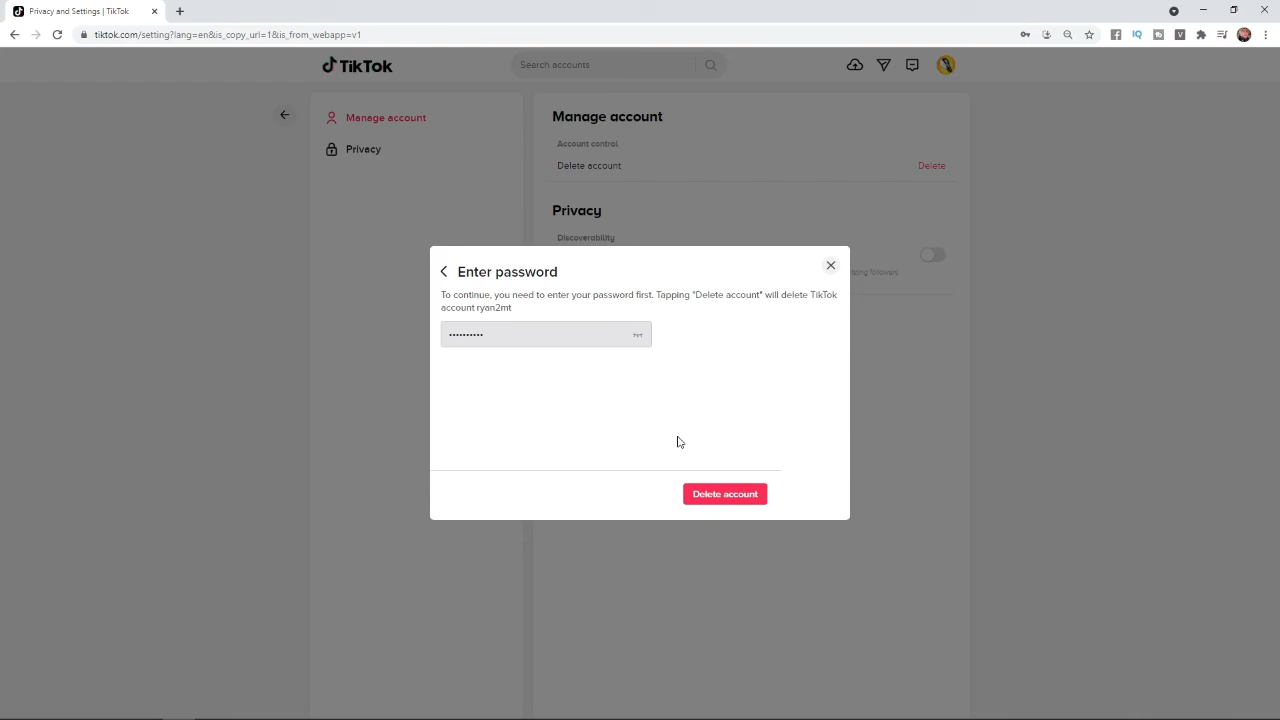 Privacy and Settings | TikTok
tiktok.com/setting?lang=en&is_copy_url=1&is_from_webapp=v1
TikTok
Search accounts
Manage account
Privacy
Manage account
Account control
Delete account
Delete
Privacy
Discoverability
followers
Enter password
To continue, you need to enter your password first. Tapping "Delete account" will delete TikTok
account ryan2mt
••••••••••
Delete account